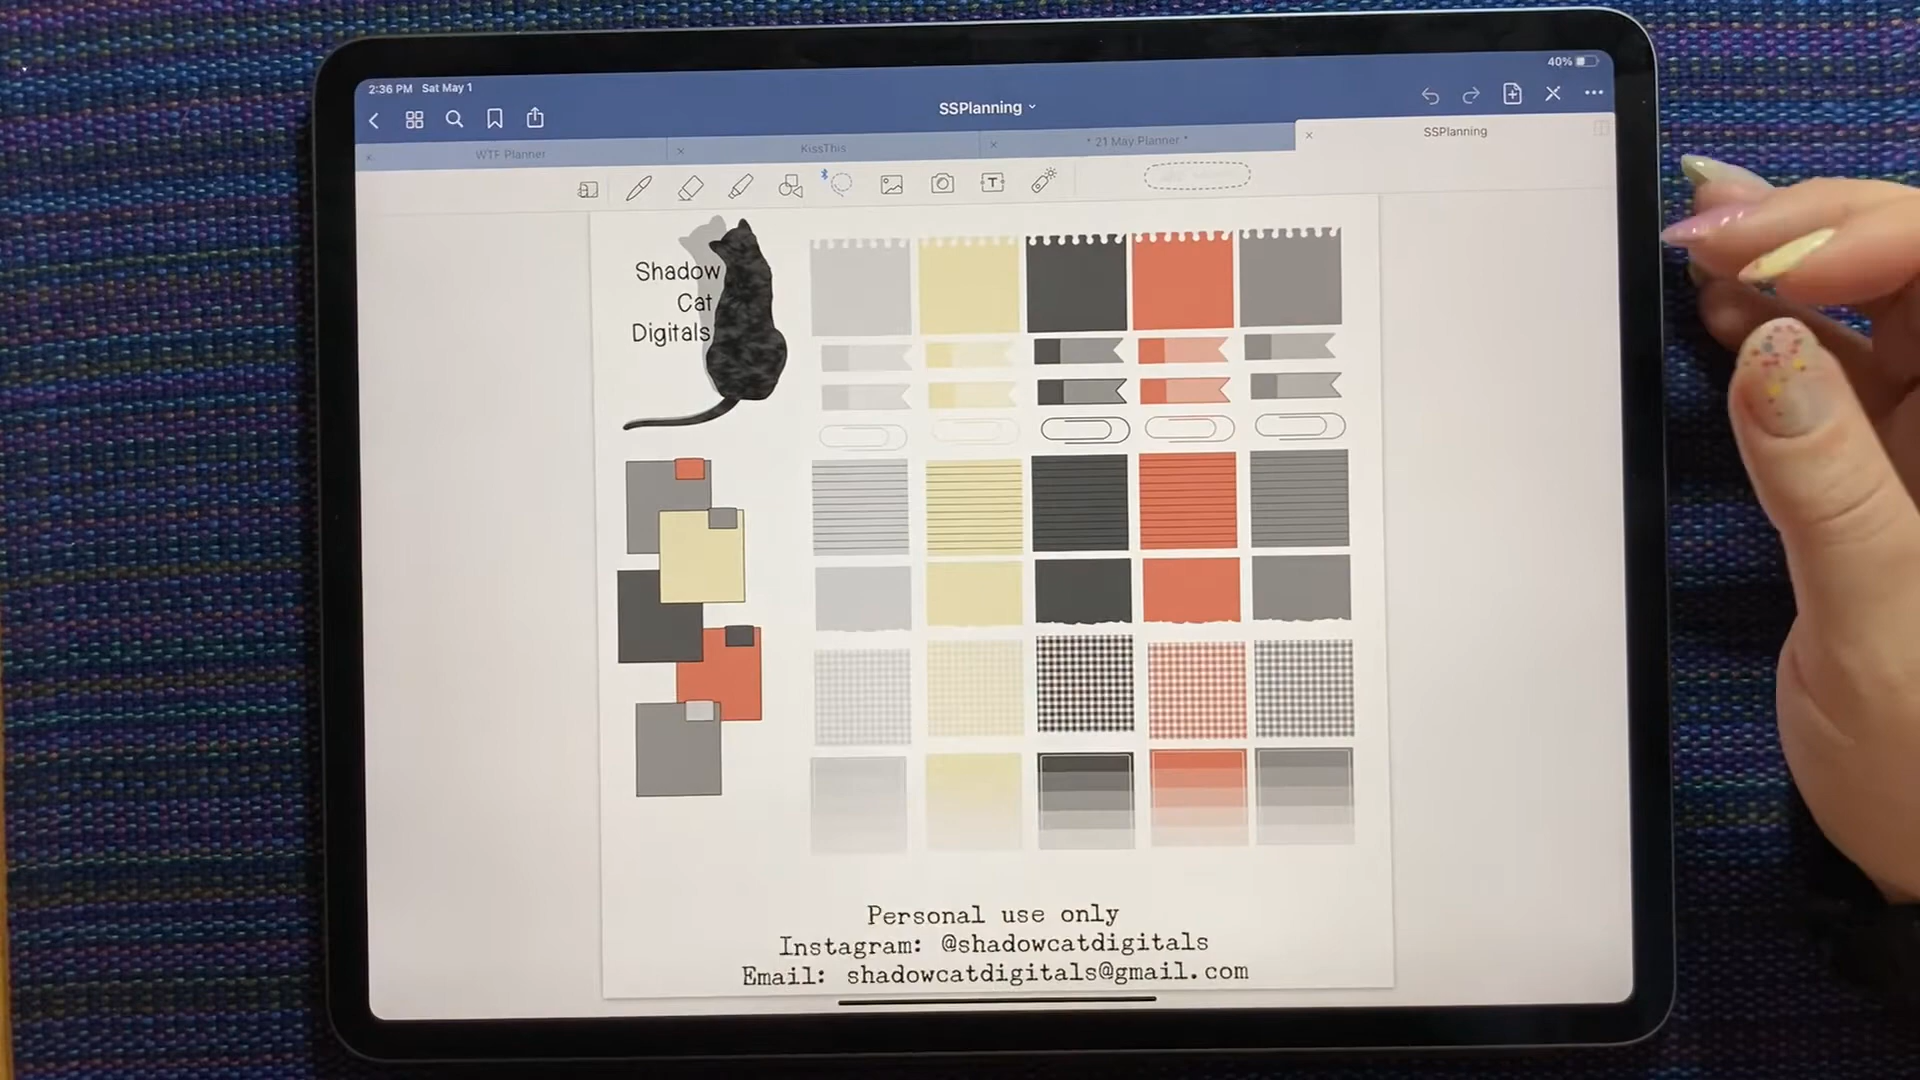 2:36 PM Sat May 1
40%
SSPlanning
WTF Planner
KissThis
* 21 May Planner *
SSPlanning
T
Shadow
Cat
Digitals
Personal use only
Instagram: @shadowcatdigitals
Email: shadowcatdigitals@gmail.com